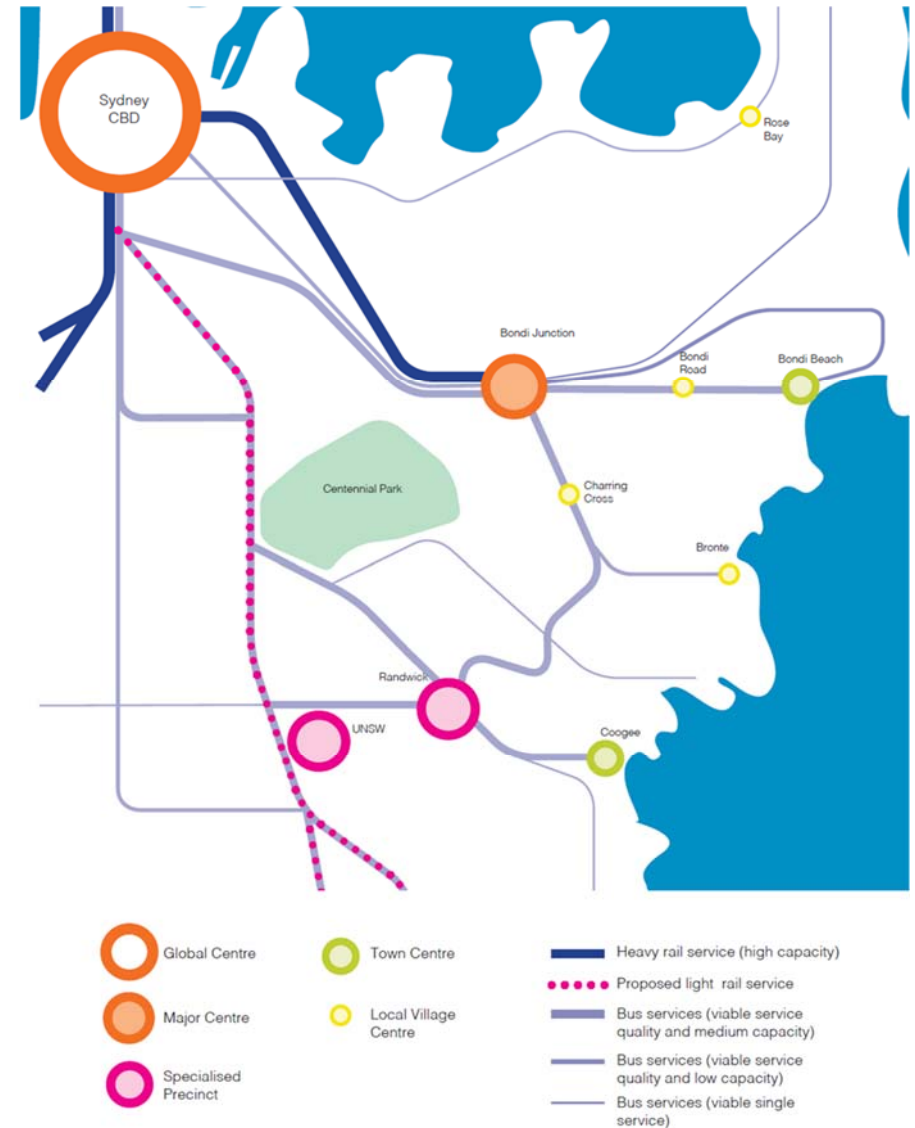 Sydney
CBD
Rose
Bay
Bondi Junction
Bondi
Road
Bondi Beach
Centennial Park
Charring
Cross
Bronte
Randwick
UNSW
Coogee
Global Centre
Major Centre
Specialised
Precinct
Town Centre
Local Village
Centre
Heavy rail service (high capacity)
Proposed light rail service
Bus services (viable service
quality and medium capacity)
Bus services (viable service
quality and low capacity)
Bus services (viable single
service)